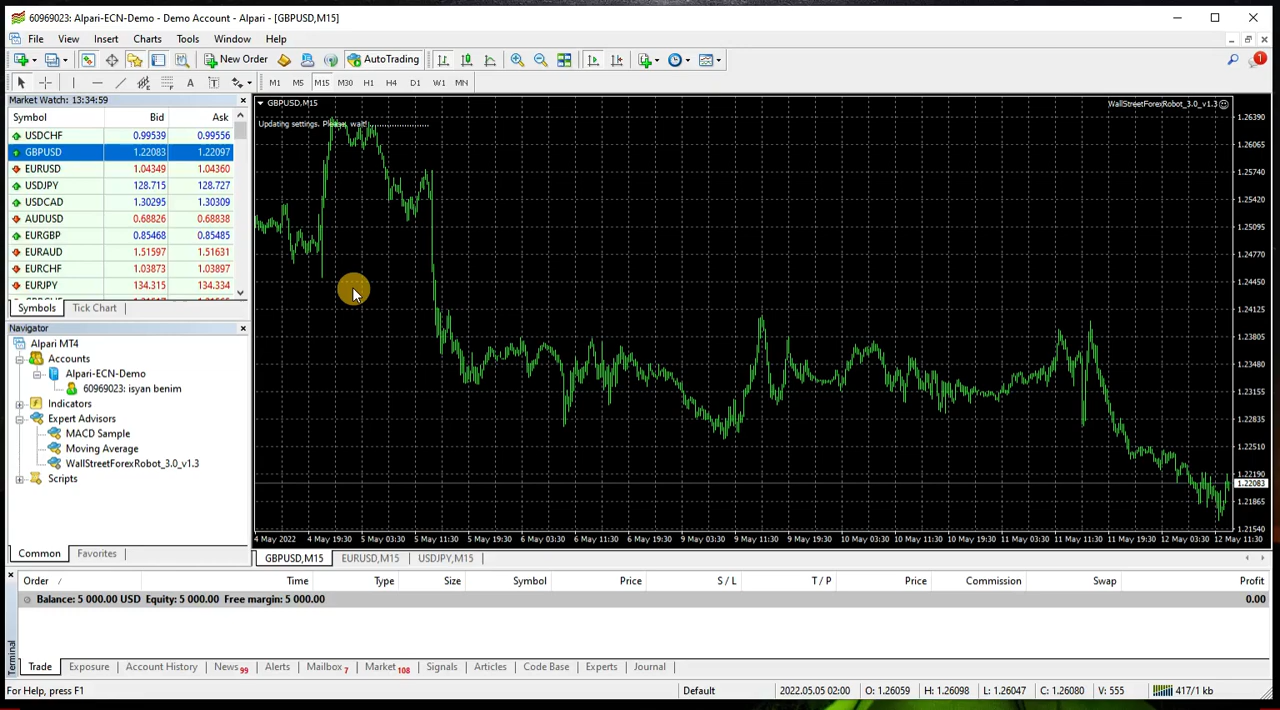 60969023: Alpari-ECN-Demo - Demo Account - Alpari - [GBPUSD,M15]
File View Insert Charts Tools Window Help
New Order AutoTrading 1
A T M1 M5 M15 M30 H1 H4 D1 W1 MN
Market Watch: 13:34:59
Symbol Bid Ask
USDCHF 0.99539 0.99556
GBPUSD 1.22083 1.22097
EURUSD 1.04349 1.04360
USDJPY 128.715 128.727
USDCAD 1.30295 1.30309
AUDUSD 0.68826 0.68838
EURGBP 0.85468 0.85485
EURAUD 1.51597 1.51631
EURCHF 1.03873 1.03897
EURJPY 134.315 134.334
Symbols Tick Chart
Navigator
Alpari MT4
Accounts
Alpari-ECN-Demo
60969023: isyan benim
Indicators
Expert Advisors
MACD Sample
Moving Average
WallStreetForexRobot_3.0_v1.3
Scripts
Common Favorites
GBPUSD,M15
WallStreetForexRobot_3.0_v1.3
Updating settings. Please, wait!.....................
1.26390
1.26065
1.25740
1.25420
1.25095
1.24770
1.24450
1.24125
1.23805
1.23480
1.23155
1.22835
1.22510
1.22190
1.22083
1.21865
1.21540
4 May 2022 4 May 19:30 5 May 03:30 5 May 11:30 5 May 19:30 6 May 03:30 6 May 11:30 6 May 19:30 9 May 03:30 9 May 11:30 9 May 19:30 10 May 03:30 10 May 11:30 10 May 19:30 11 May 03:30 11 May 11:30 11 May 19:30 12 May 03:30 12 May 11:30
GBPUSD,M15 EURUSD,M15 USDJPY,M15
Order / Time Type Size Symbol Price S / L T / P Price Commission Swap Profit
Balance: 5 000.00 USD Equity: 5 000.00 Free margin: 5 000.00 0.00
Terminal
Trade Exposure Account History News 99 Alerts Mailbox 7 Market 108 Signals Articles Code Base Experts Journal
For Help, press F1 Default 2022.05.05 02:00 O: 1.26059 H: 1.26098 L: 1.26047 C: 1.26080 V: 555 417/1 kb